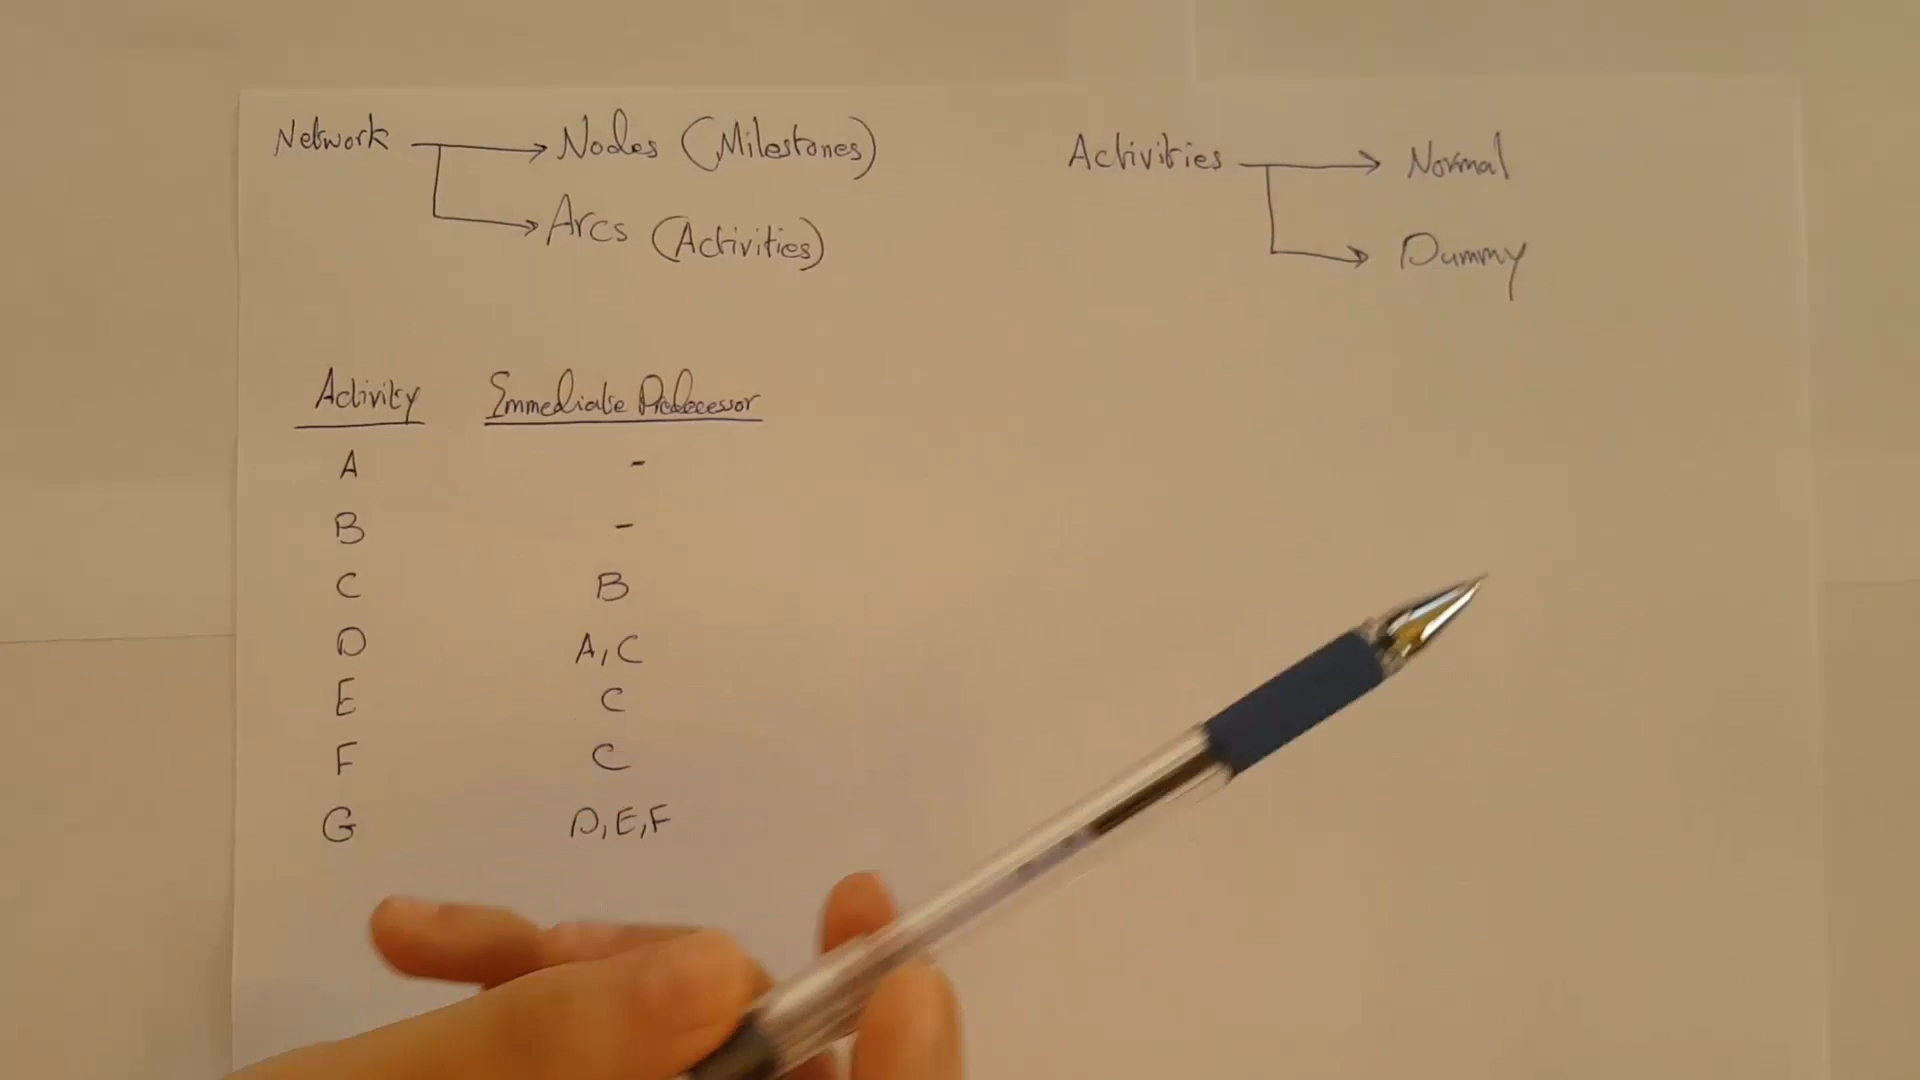 Network → Nodes (Milestones)
→ Arcs (Activities)
Activities → Normal
→ Dummy
Activity Immediate Predecessor
A -
B -
C B
D A,C
E C
F C
G D,E,F